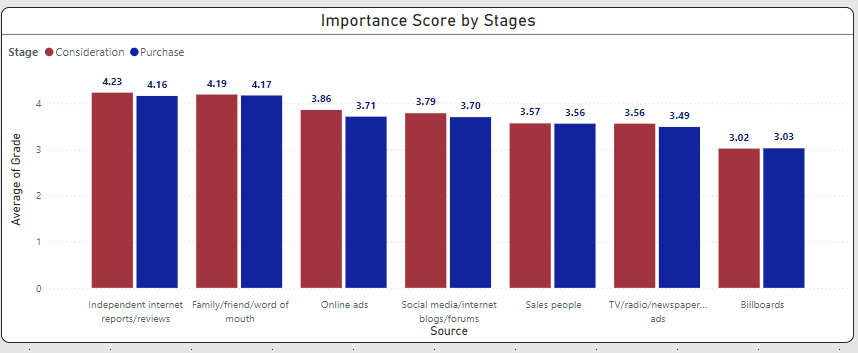 Importance Score by Stages
Stage Consideration Purchase
4.23 4.16 4.19 4.17 3.86 3.71 3.79 3.70 3.57 3.56 3.56 3.49 3.02 3.03
4
3
2
1
0
Average of Grade
Independent internet reports/reviews
Family/friend/word of mouth
Online ads
Social media/internet blogs/forums
Sales people
TV/radio/newspaper... ads
Billboards
Source